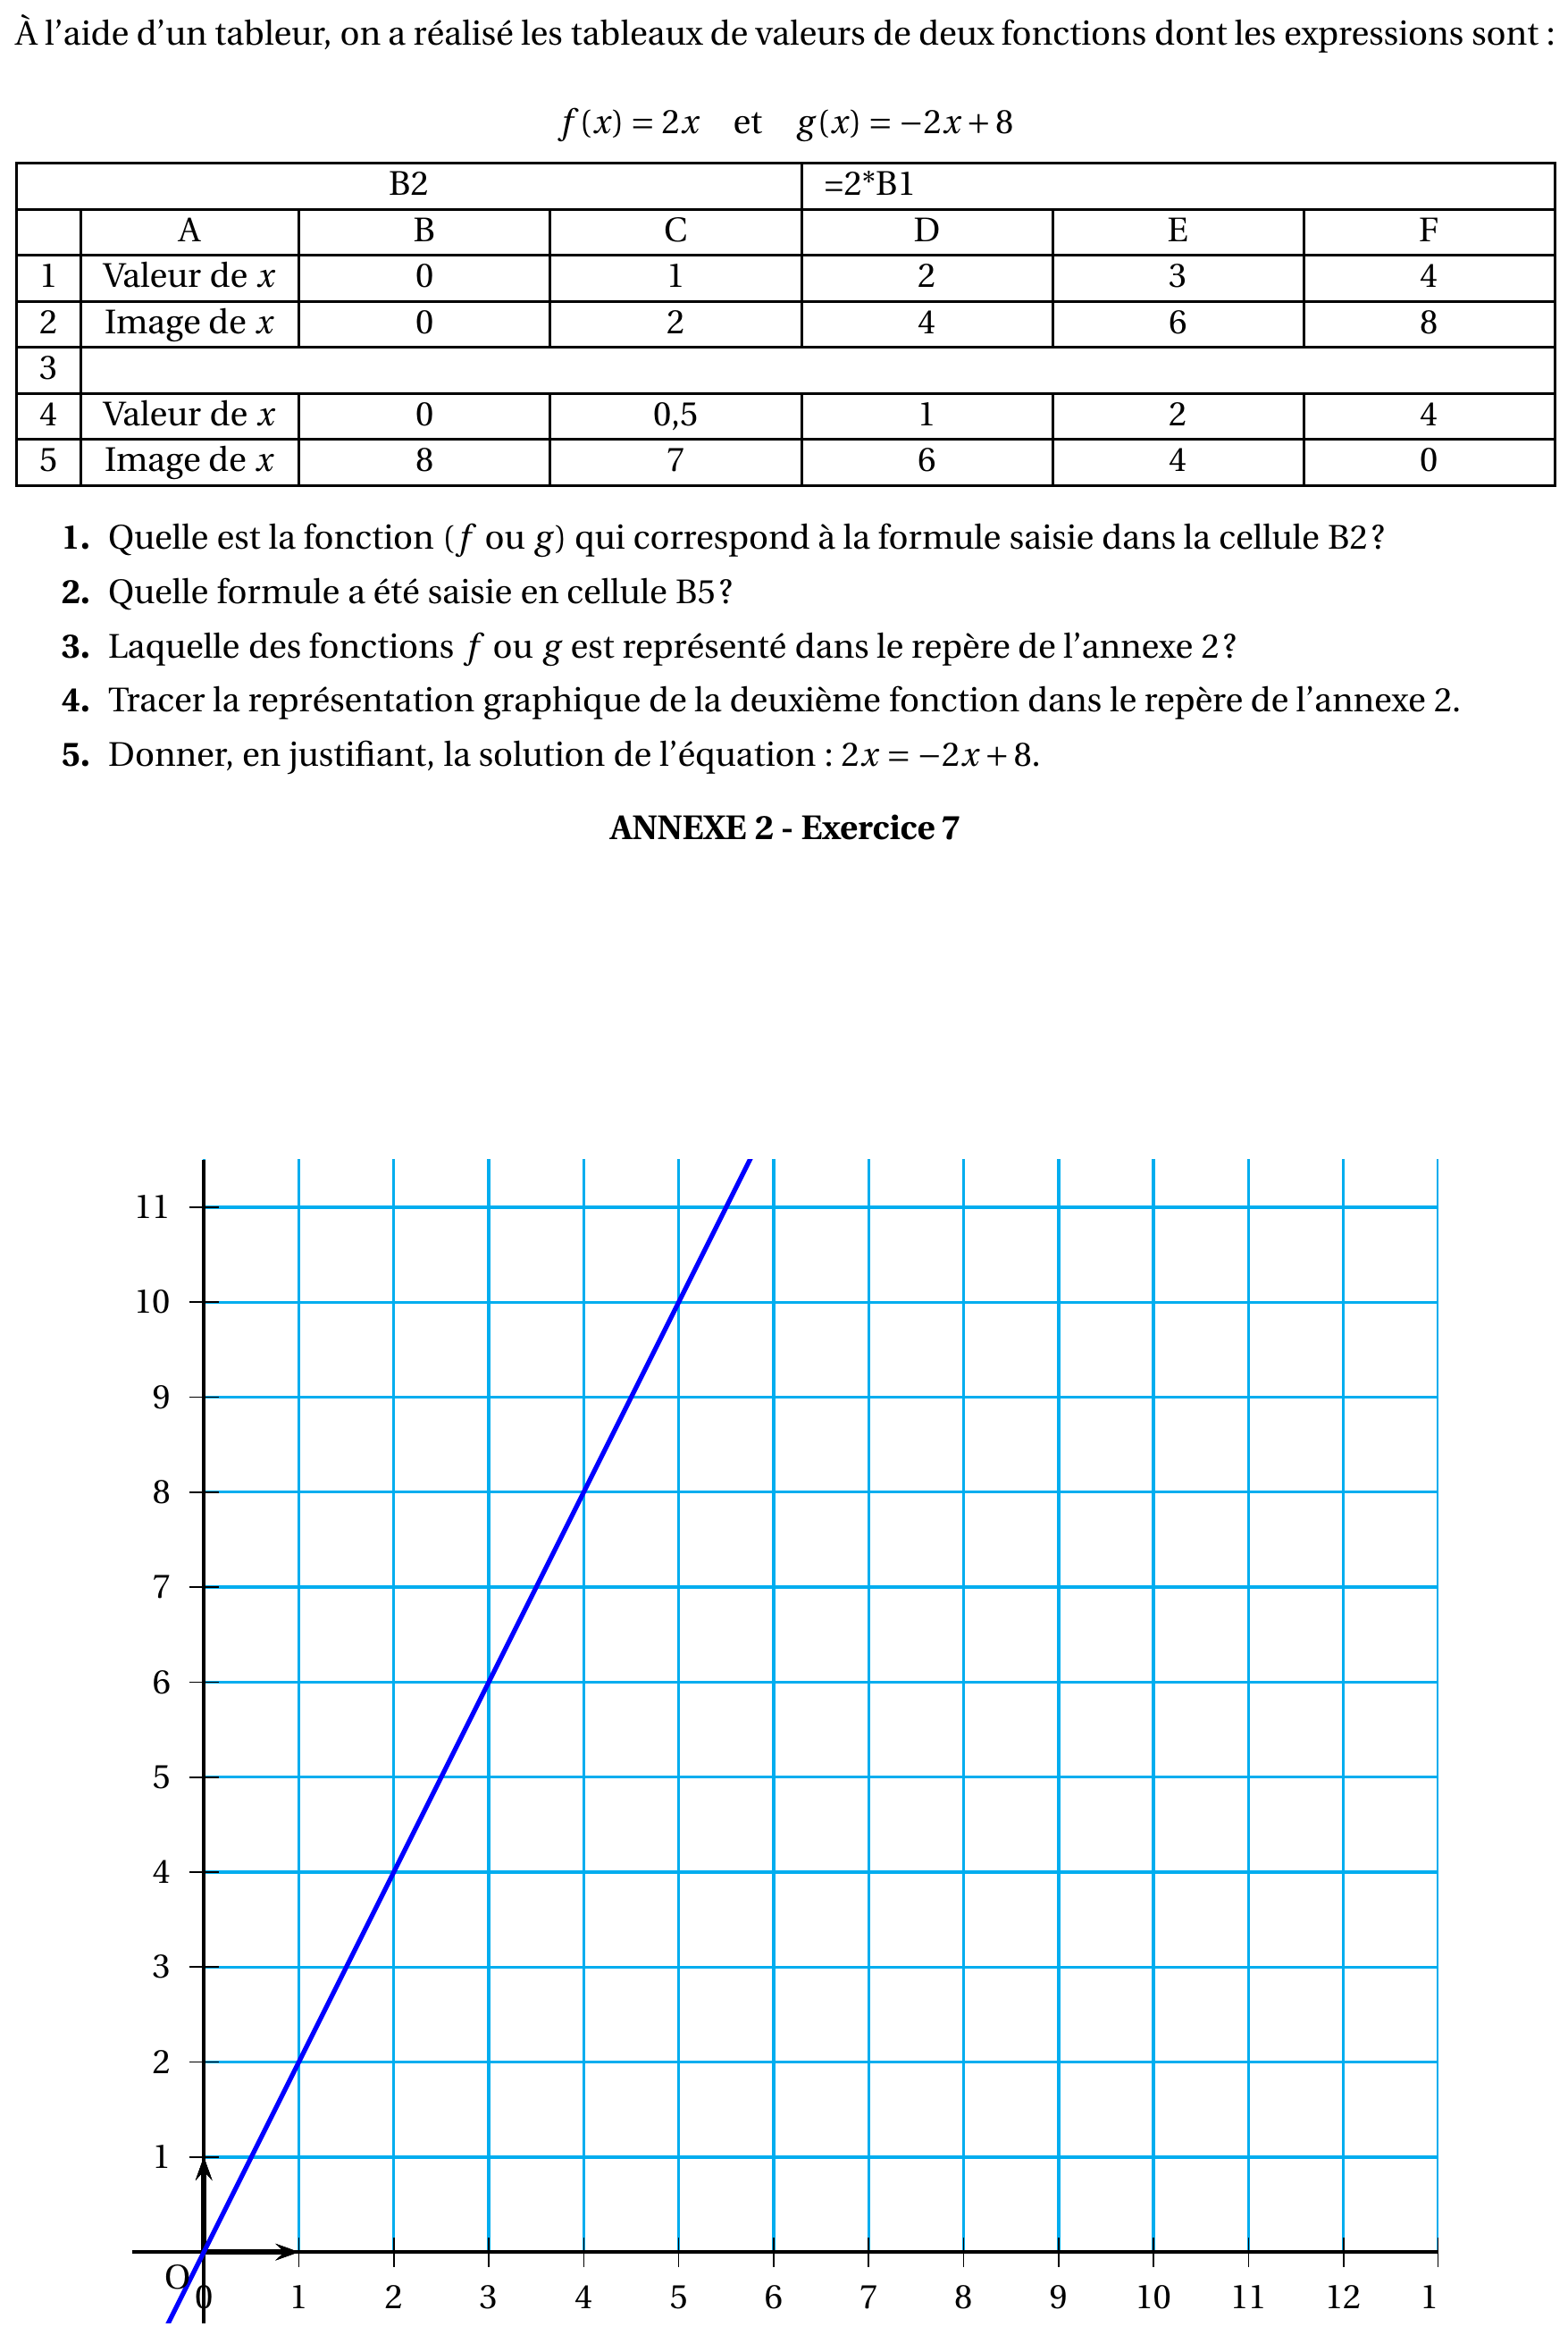 À l'aide d'un tableur, on a réalisé les tableaux de valeurs de deux fonctions dont les expressions sont :
f(x) = 2x et g(x) = −2x + 8
B2 =2*B1
A B C D E F
1 Valeur de x 0 1 2 3 4
2 Image de x 0 2 4 6 8
3
4 Valeur de x 0 0,5 1 2 4
5 Image de x 8 7 6 4 0
1. Quelle est la fonction (f ou g) qui correspond à la formule saisie dans la cellule B2 ?
2. Quelle formule a été saisie en cellule B5 ?
3. Laquelle des fonctions f ou g est représenté dans le repère de l'annexe 2 ?
4. Tracer la représentation graphique de la deuxième fonction dans le repère de l'annexe 2.
5. Donner, en justifiant, la solution de l'équation : 2x = −2x + 8.
ANNEXE 2 - Exercice 7
11
10
9
8
7
6
5
4
3
2
1
O
0 1 2 3 4 5 6 7 8 9 10 11 12 1